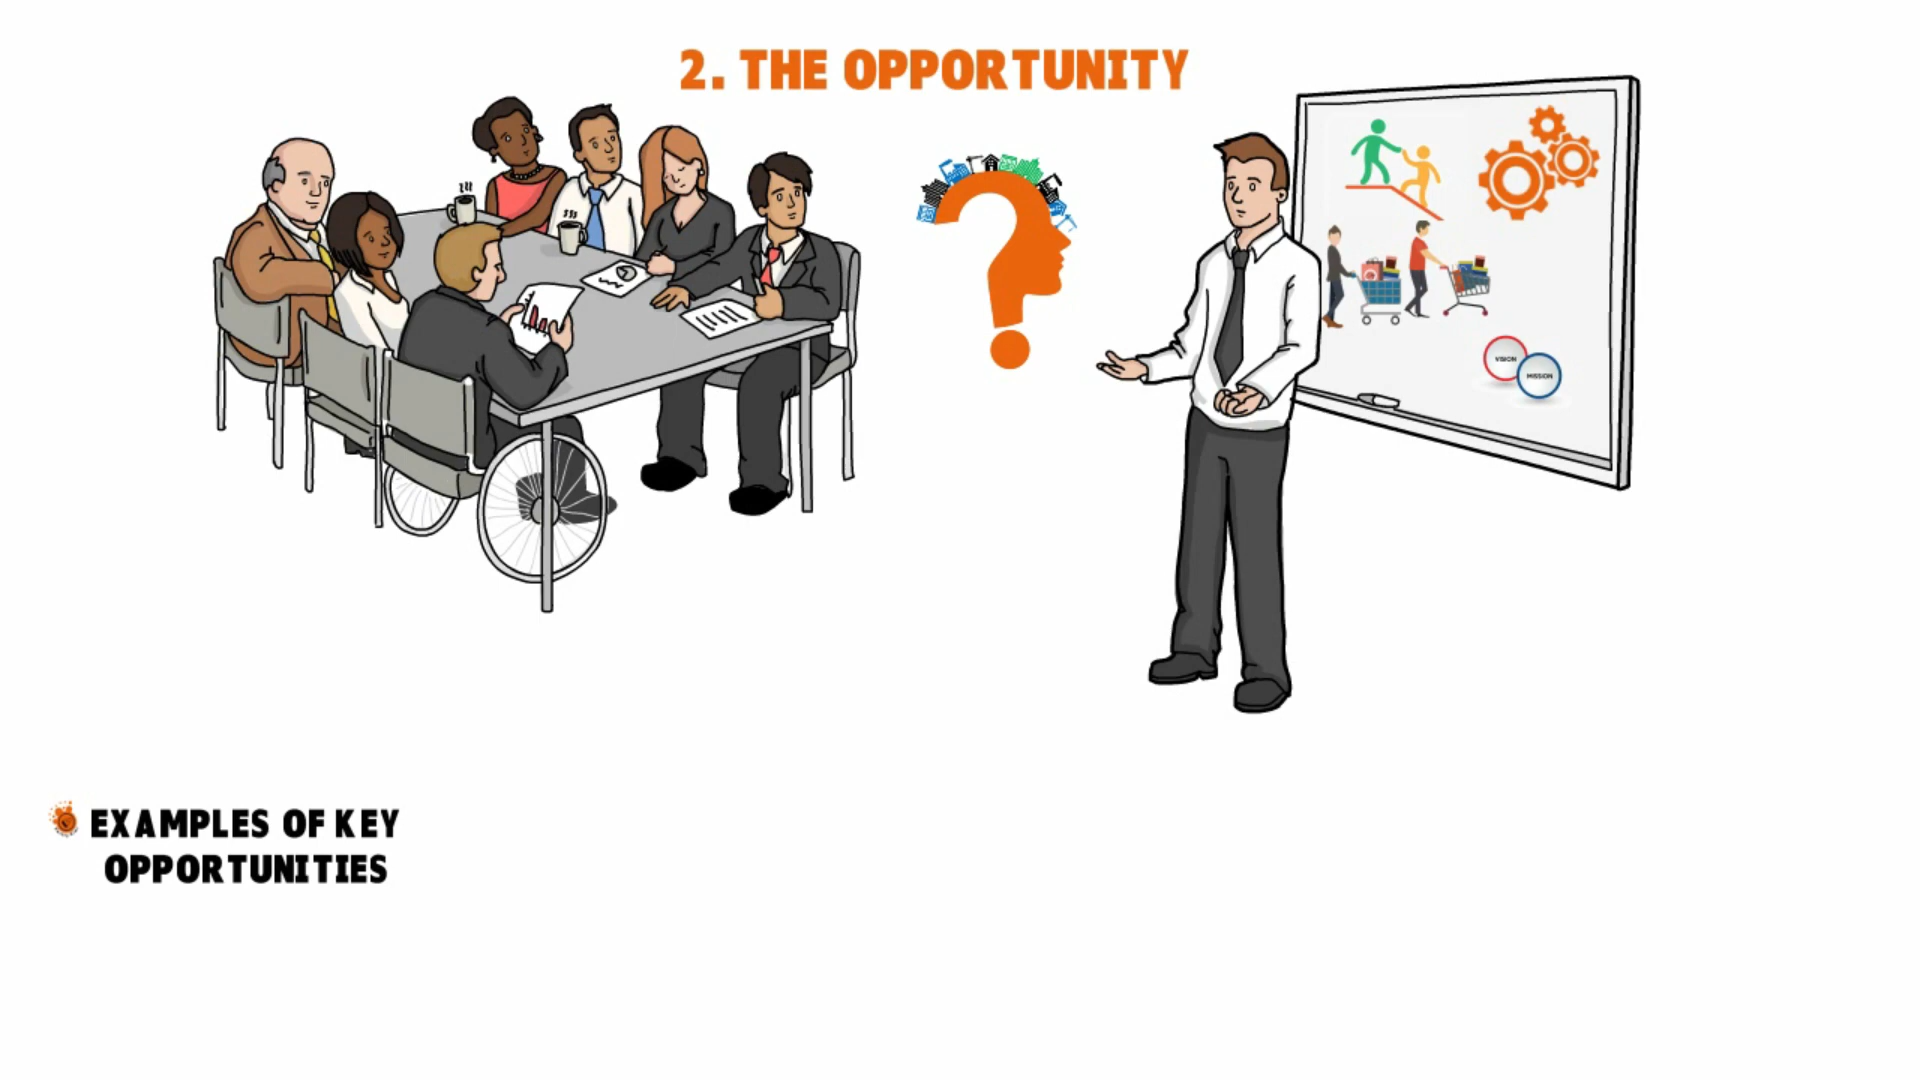 2. THE OPPORTUNITY
VISION
MISSION
EXAMPLES OF KEY
OPPORTUNITIES